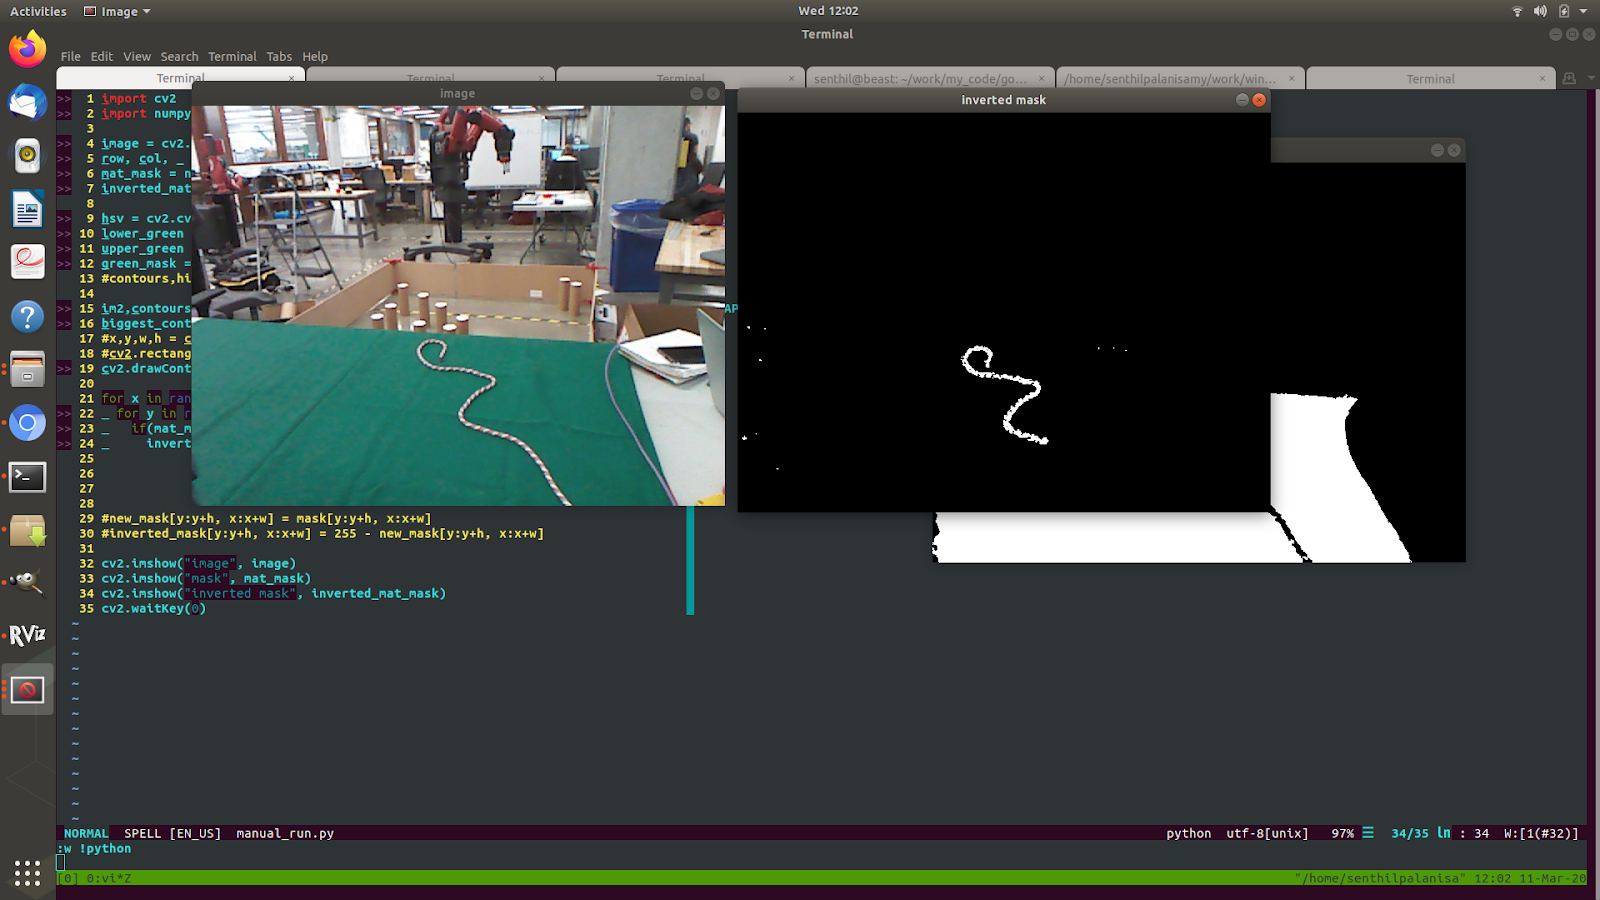 Activities Image Wed 12:02
Terminal
File Edit View Search Terminal Tabs Help
Terminal Terminal Terminal senthil@beast: ~/work/my_code/go... /home/senthilpalanisamy/work/win... Terminal
image
inverted mask
>> 1 import cv2
>> 2 import numpy
3
>> 4 image = cv2.
>> 5 row, col, _
>> 6 mat_mask = n
>> 7 inverted_mat
8
>> 9 hsv = cv2.cv
>> 10 lower_green
>> 11 upper_green
>> 12 green_mask =
13 #contours,hi
14
>> 15 im2,contours AP
>> 16 biggest_cont
17 #x,y,w,h = c
18 #cv2.rectang
>> 19 cv2.drawCont
20
21 for x in ran
>> 22 _ for y in r
>> 23 _ if(mat_m
>> 24 _ invert
25
26
27
28
29 #new_mask[y:y+h, x:x+w] = mask[y:y+h, x:x+w]
30 #inverted_mask[y:y+h, x:x+w] = 255 - new_mask[y:y+h, x:x+w]
31
32 cv2.imshow("image", image)
33 cv2.imshow("mask", mat_mask)
34 cv2.imshow("inverted mask", inverted_mat_mask)
35 cv2.waitKey(0)
~
~
~
~
~
~
~
~
~
~
~
~
~
~
RViz
NORMAL SPELL [EN_US] manual_run.py python utf-8[unix] 97% ☰ 34/35 ln : 34 W:[1(#32)]
:w !python
[0] 0:vi*Z "/home/senthilpalanisa" 12:02 11-Mar-20